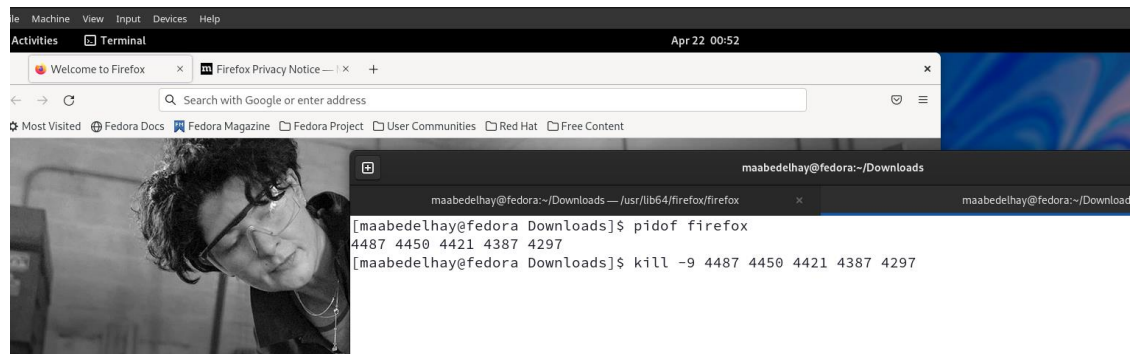 Machine View Input Devices Help
Activities Terminal Apr 22 00:52
Welcome to Firefox × Firefox Privacy Notice — × +
Search with Google or enter address
Most Visited Fedora Docs Fedora Magazine Fedora Project User Communities Red Hat Free Content
maabedelhay@fedora:~/Downloads
maabedelhay@fedora:~/Downloads — /usr/lib64/firefox/firefox × maabedelhay@fedora:~/Download
[maabedelhay@fedora Downloads]$ pidof firefox
4487 4450 4421 4387 4297
[maabedelhay@fedora Downloads]$ kill -9 4487 4450 4421 4387 4297